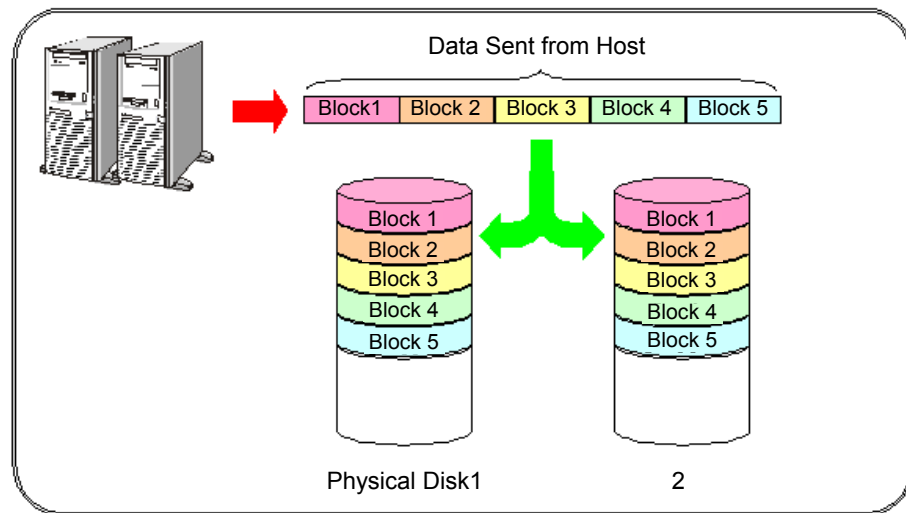 Data Sent from Host
Block1 Block 2 Block 3 Block 4 Block 5
Block 1 Block 1
Block 2 Block 2
Block 3 Block 3
Block 4 Block 4
Block 5 Block 5
Physical Disk1 2